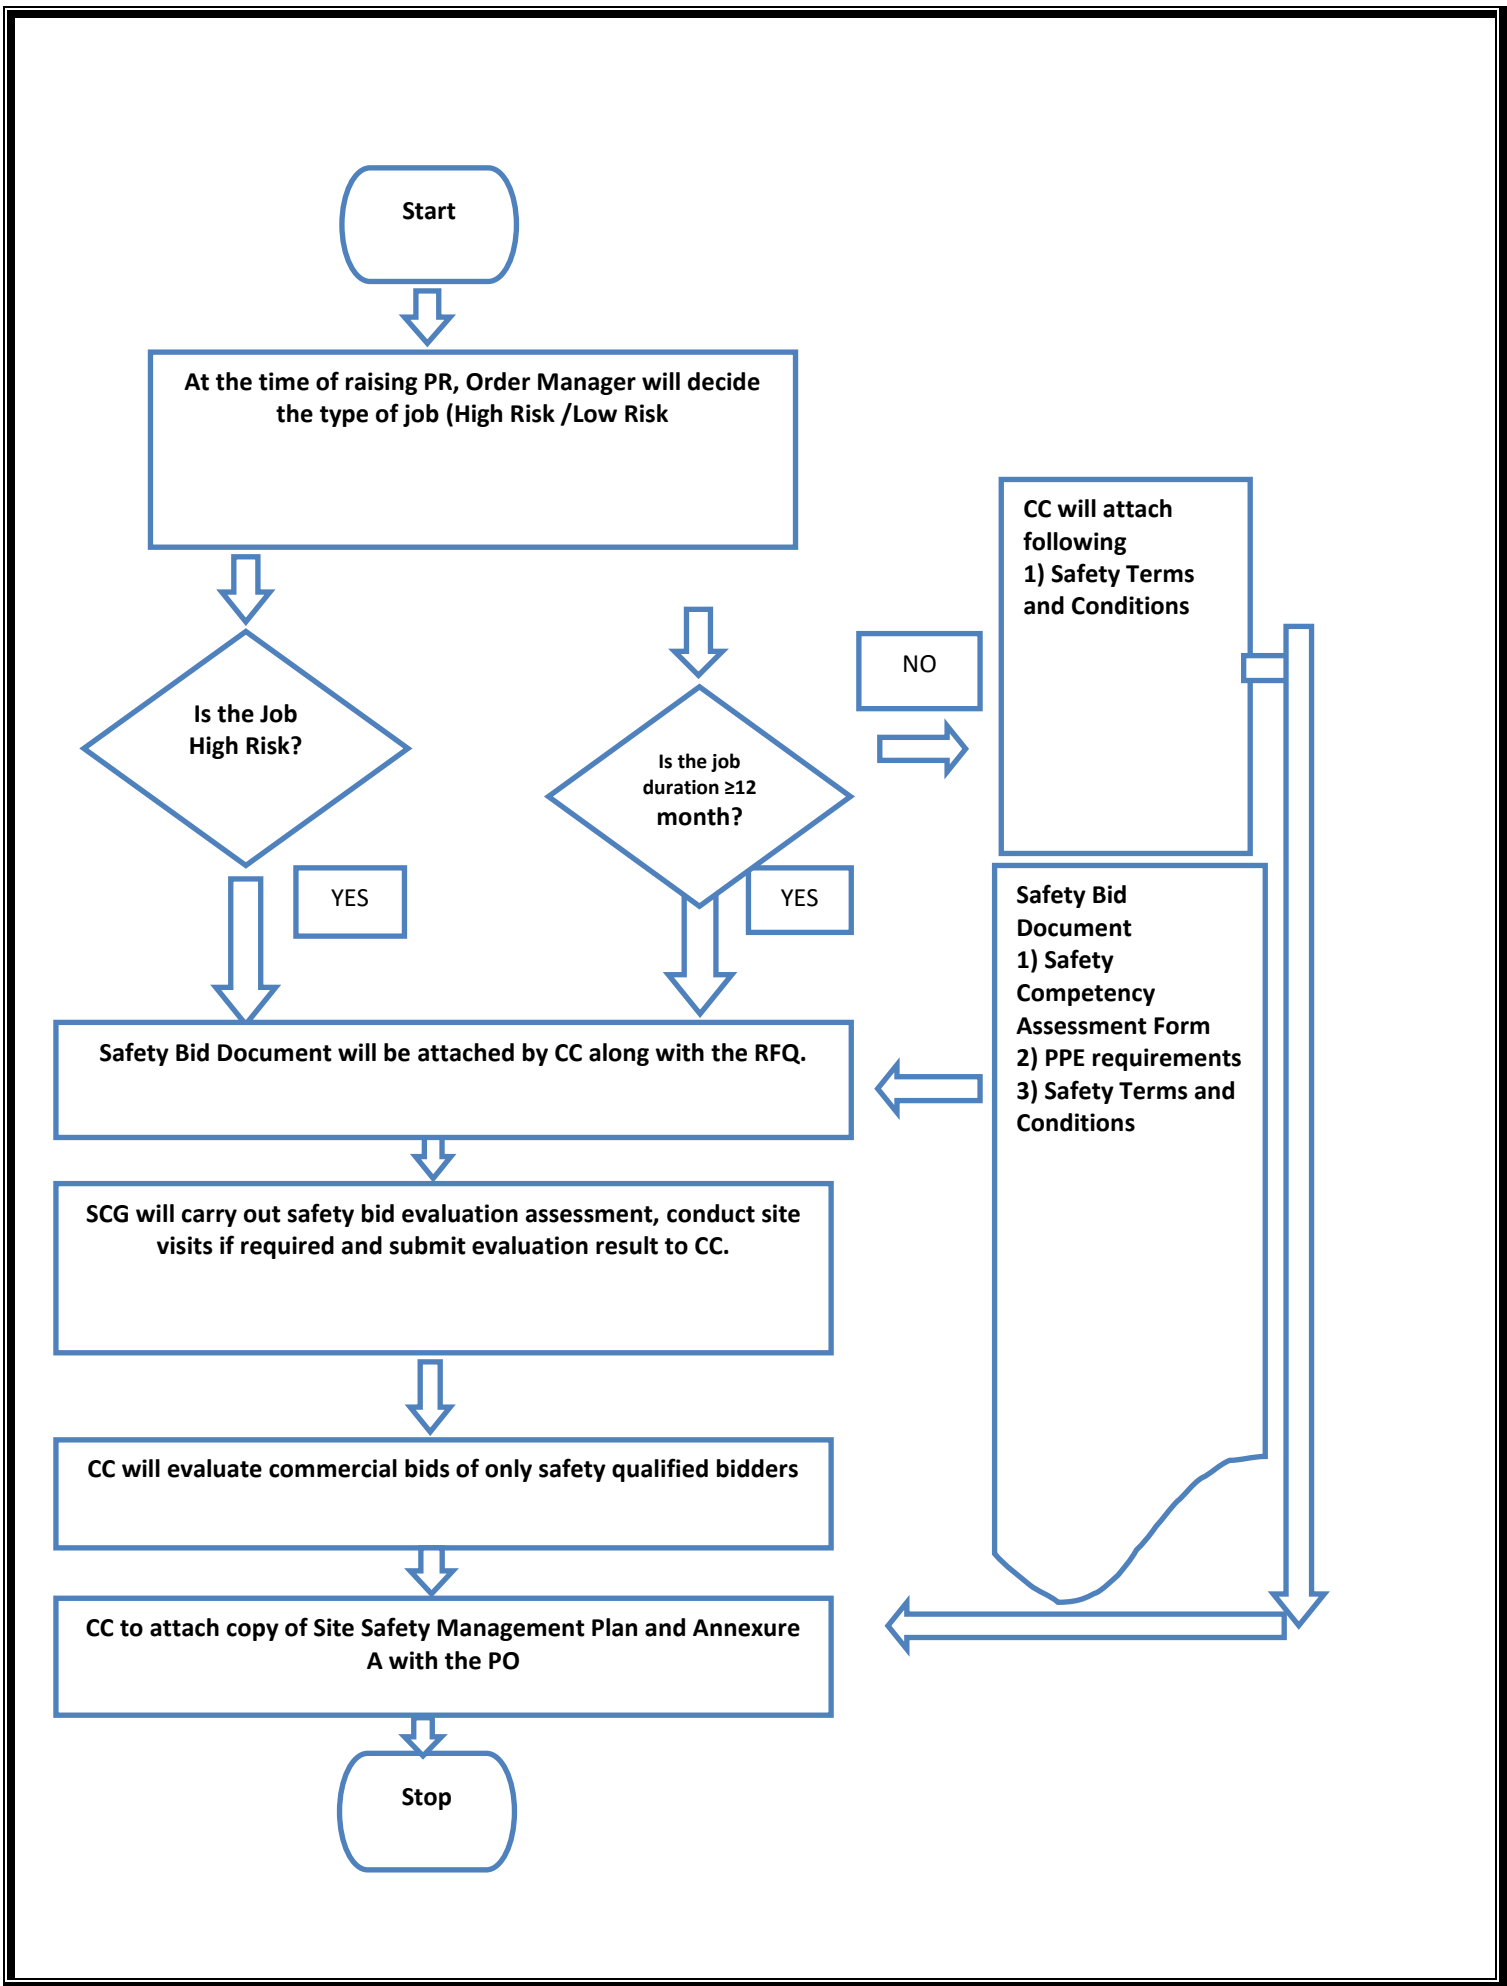 Start
At the time of raising PR, Order Manager will decide
the type of job (High Risk /Low Risk
CC will attach
following
1) Safety Terms
and Conditions
NO
Is the Job
High Risk?
Is the job
duration ≥12
month?
YES
YES
Safety Bid
Document
1) Safety
Competency
Assessment Form
2) PPE requirements
3) Safety Terms and
Conditions
Safety Bid Document will be attached by CC along with the RFQ.
SCG will carry out safety bid evaluation assessment, conduct site
visits if required and submit evaluation result to CC.
CC will evaluate commercial bids of only safety qualified bidders
CC to attach copy of Site Safety Management Plan and Annexure
A with the PO
Stop